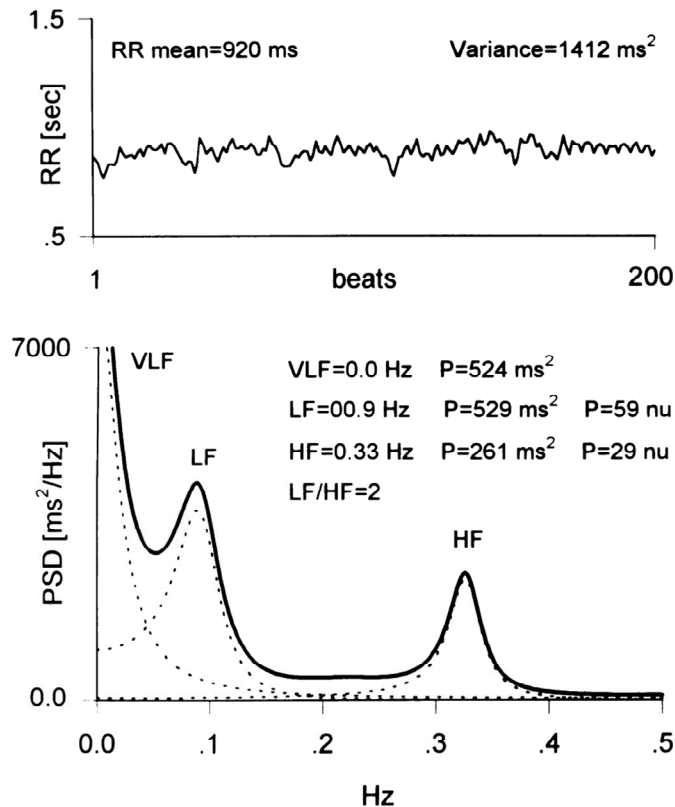 1.5
RR mean=920 ms Variance=1412 ms²
RR [sec]
.5
1 beats 200
7000
VLF
VLF=0.0 Hz P=524 ms²
LF=00.9 Hz P=529 ms² P=59 nu
LF
HF=0.33 Hz P=261 ms² P=29 nu
LF/HF=2
HF
PSD [ms²/Hz]
0.0
0.0 .1 .2 .3 .4 .5
Hz